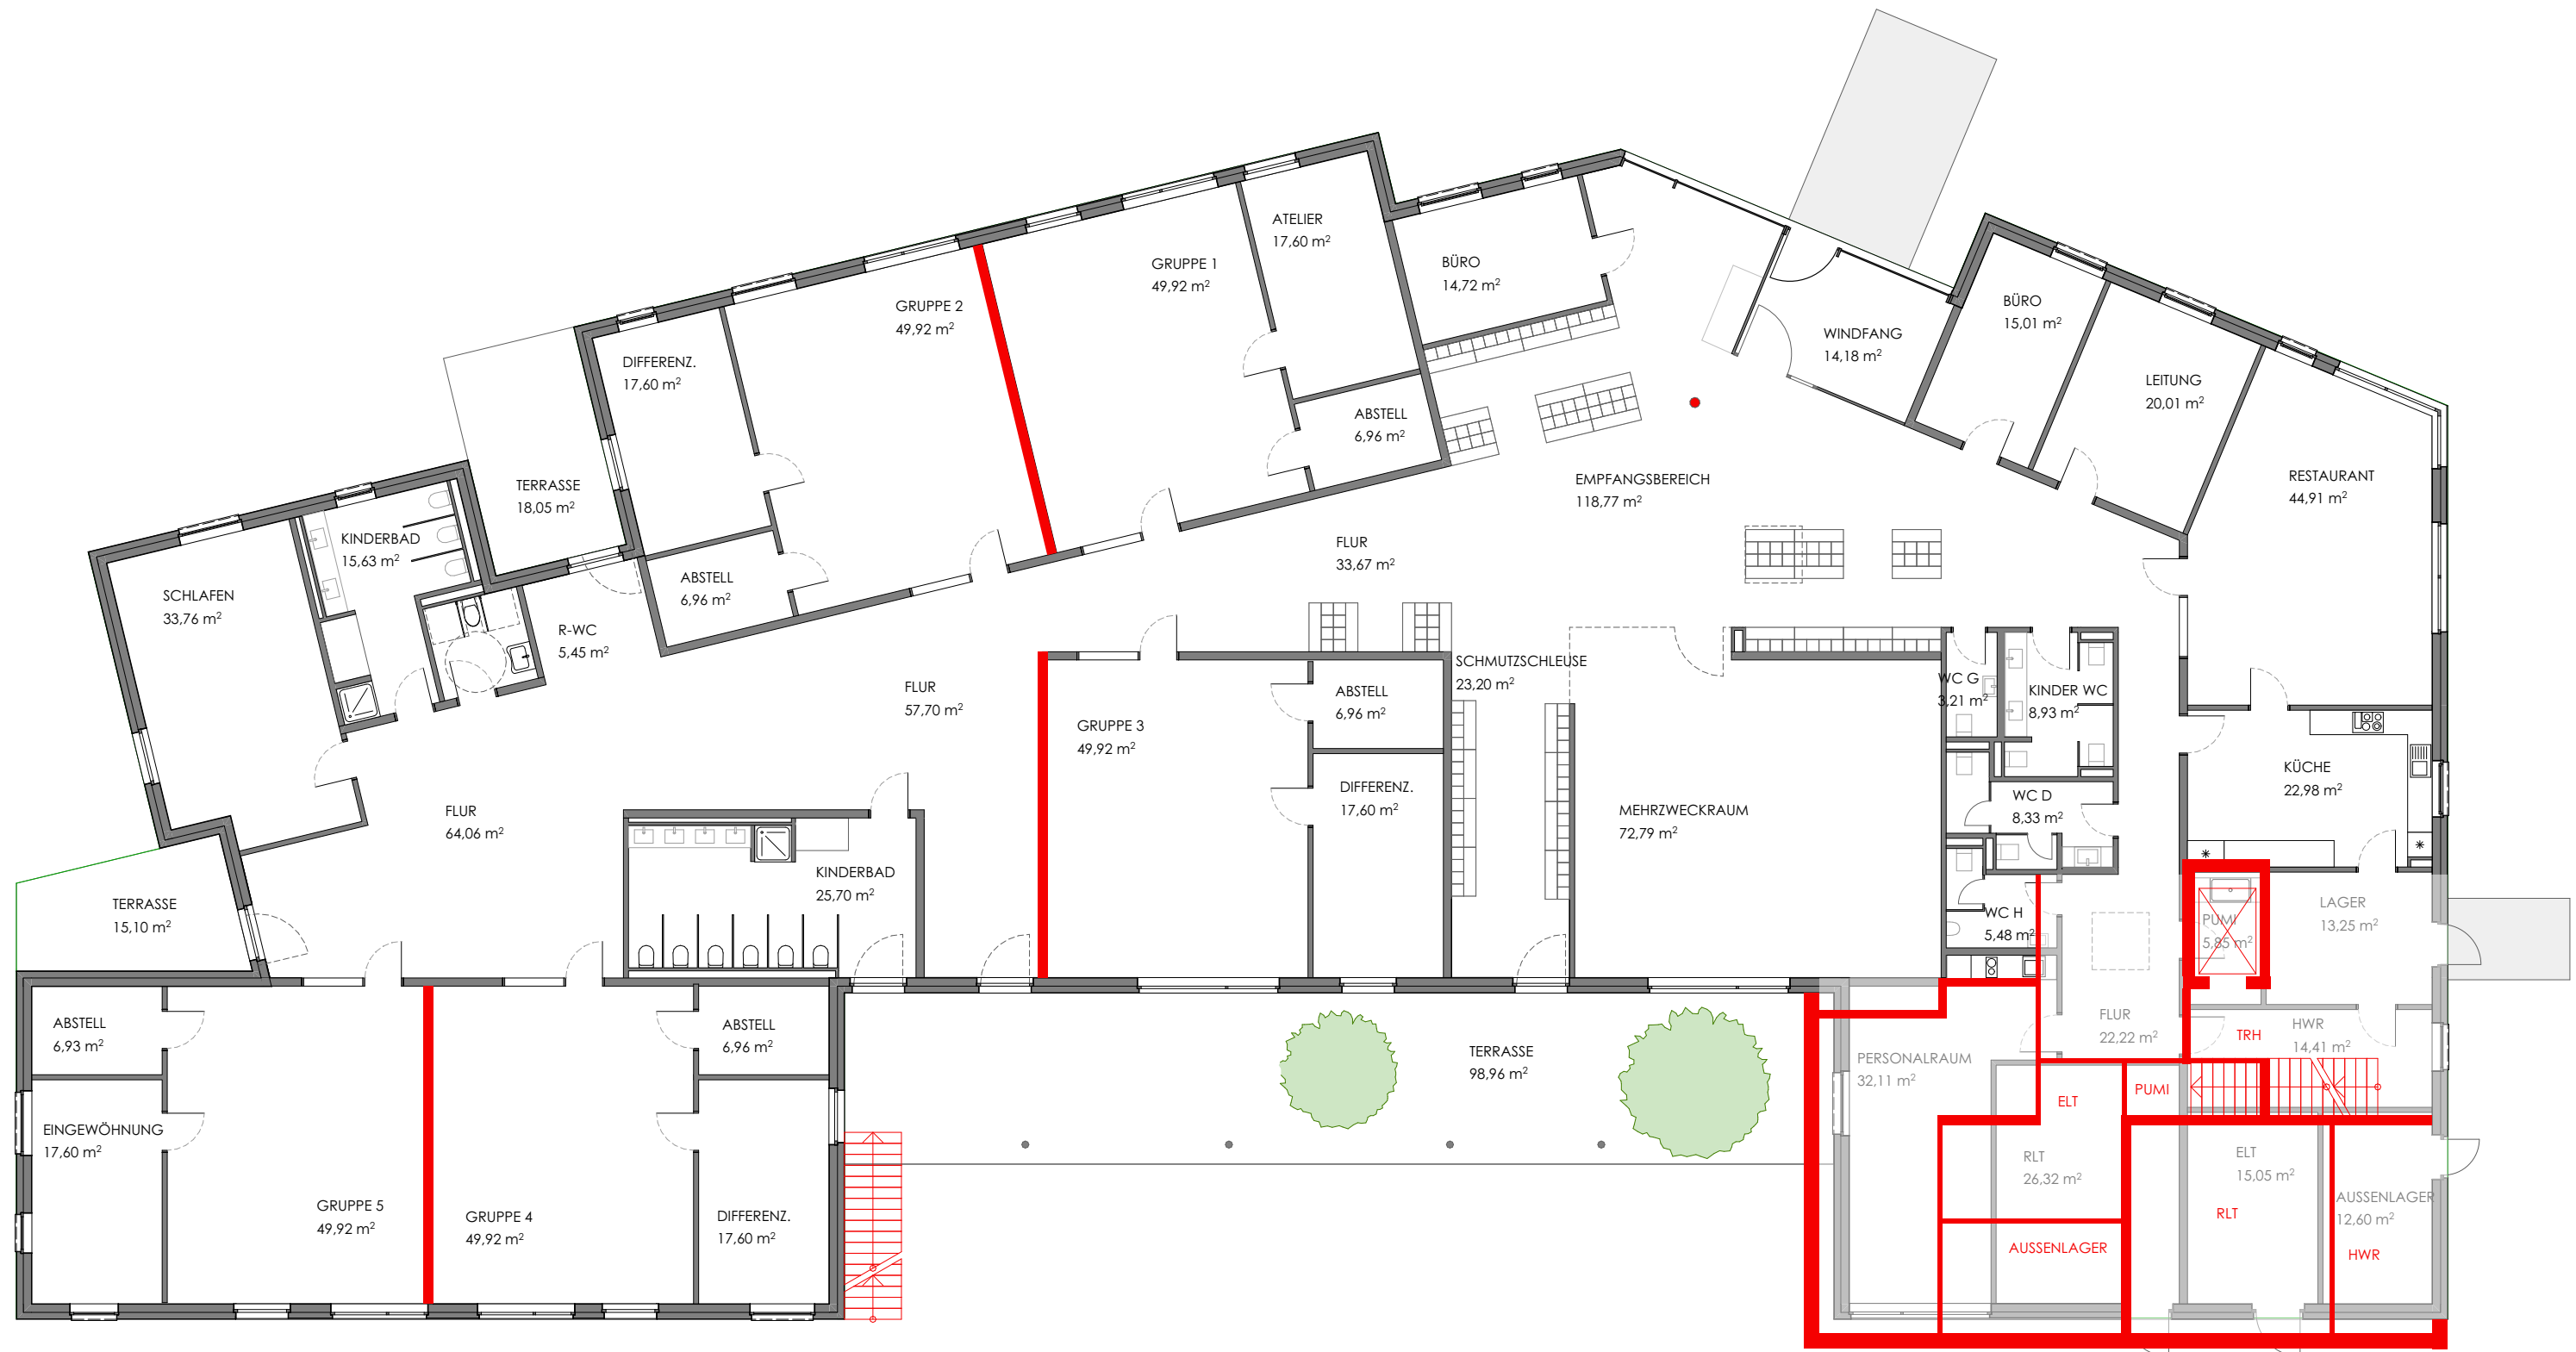 ATELIER
17,60 m²
GRUPPE 1
49,92 m²
BÜRO
14,72 m²
GRUPPE 2
49,92 m²
BÜRO
15,01 m²
WINDFANG
14,18 m²
DIFFERENZ.
17,60 m²
LEITUNG
20,01 m²
ABSTELL
6,96 m²
RESTAURANT
44,91 m²
EMPFANGSBEREICH
118,77 m²
TERRASSE
18,05 m²
KINDERBAD
15,63 m²
FLUR
33,67 m²
ABSTELL
6,96 m²
SCHLAFEN
33,76 m²
R-WC
5,45 m²
SCHMUTZSCHLEUSE
23,20 m²
FLUR
57,70 m²
ABSTELL
6,96 m²
WC G
3,21 m²
KINDER WC
8,93 m²
GRUPPE 3
49,92 m²
KÜCHE
22,98 m²
DIFFERENZ.
17,60 m²
WC D
8,33 m²
FLUR
64,06 m²
MEHRZWECKRAUM
72,79 m²
KINDERBAD
25,70 m²
TERRASSE
15,10 m²
WC H
5,48 m²
PUMI
5,85 m²
LAGER
13,25 m²
ABSTELL
6,93 m²
ABSTELL
6,96 m²
FLUR
22,22 m²
TRH
HWR
14,41 m²
TERRASSE
98,96 m²
PERSONALRAUM
32,11 m²
PUMI
ELT
EINGEWÖHNUNG
17,60 m²
RLT
26,32 m²
ELT
15,05 m²
AUSSENLAGER
12,60 m²
GRUPPE 5
49,92 m²
GRUPPE 4
49,92 m²
DIFFERENZ.
17,60 m²
RLT
AUSSENLAGER
HWR